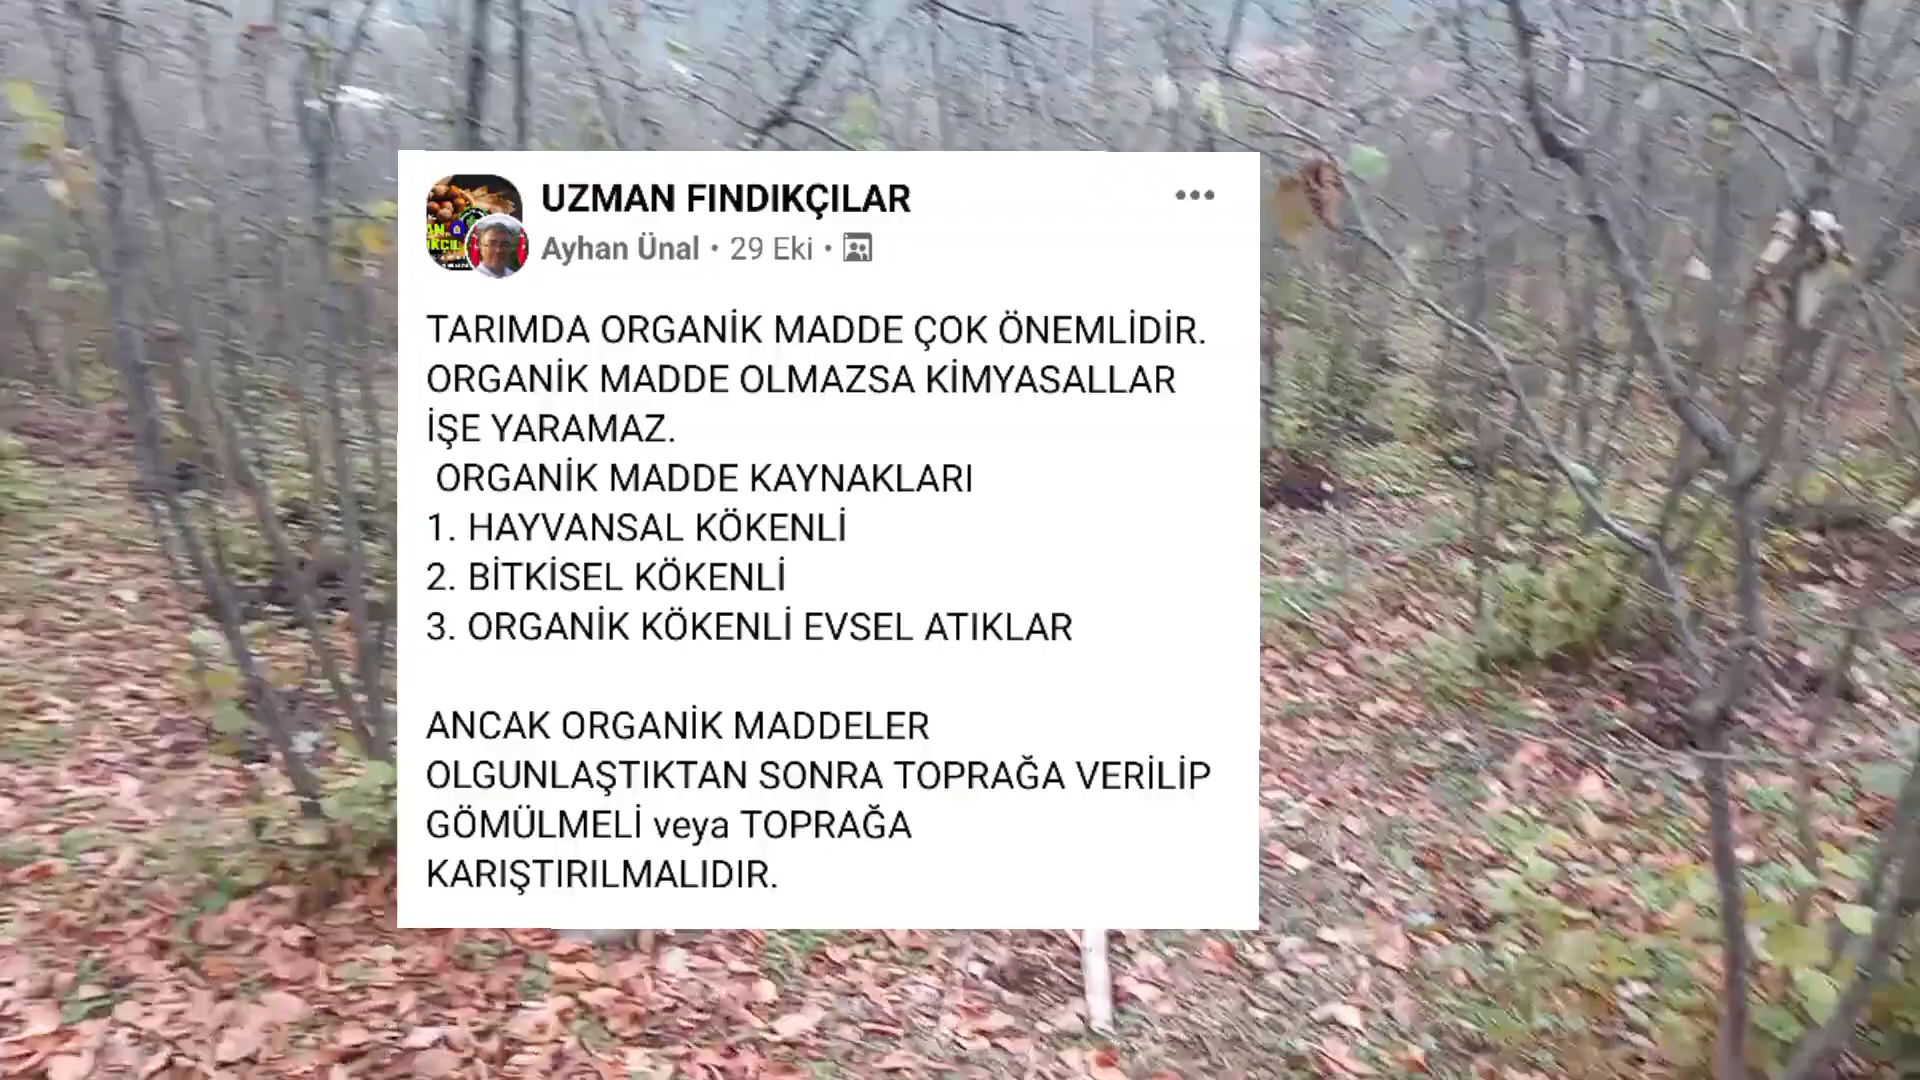 UZMAN FINDIKÇILAR
Ayhan Ünal • 29 Eki •
TARIMDA ORGANİK MADDE ÇOK ÖNEMLİDİR.
ORGANİK MADDE OLMAZSA KİMYASALLAR
İŞE YARAMAZ.
ORGANİK MADDE KAYNAKLARI
1. HAYVANSAL KÖKENLİ
2. BİTKİSEL KÖKENLİ
3. ORGANİK KÖKENLİ EVSEL ATIKLAR
ANCAK ORGANİK MADDELER
OLGUNLAŞTIKTAN SONRA TOPRAĞA VERİLİP
GÖMÜLMELİ veya TOPRAĞA
KARIŞTIRILMALIDIR.